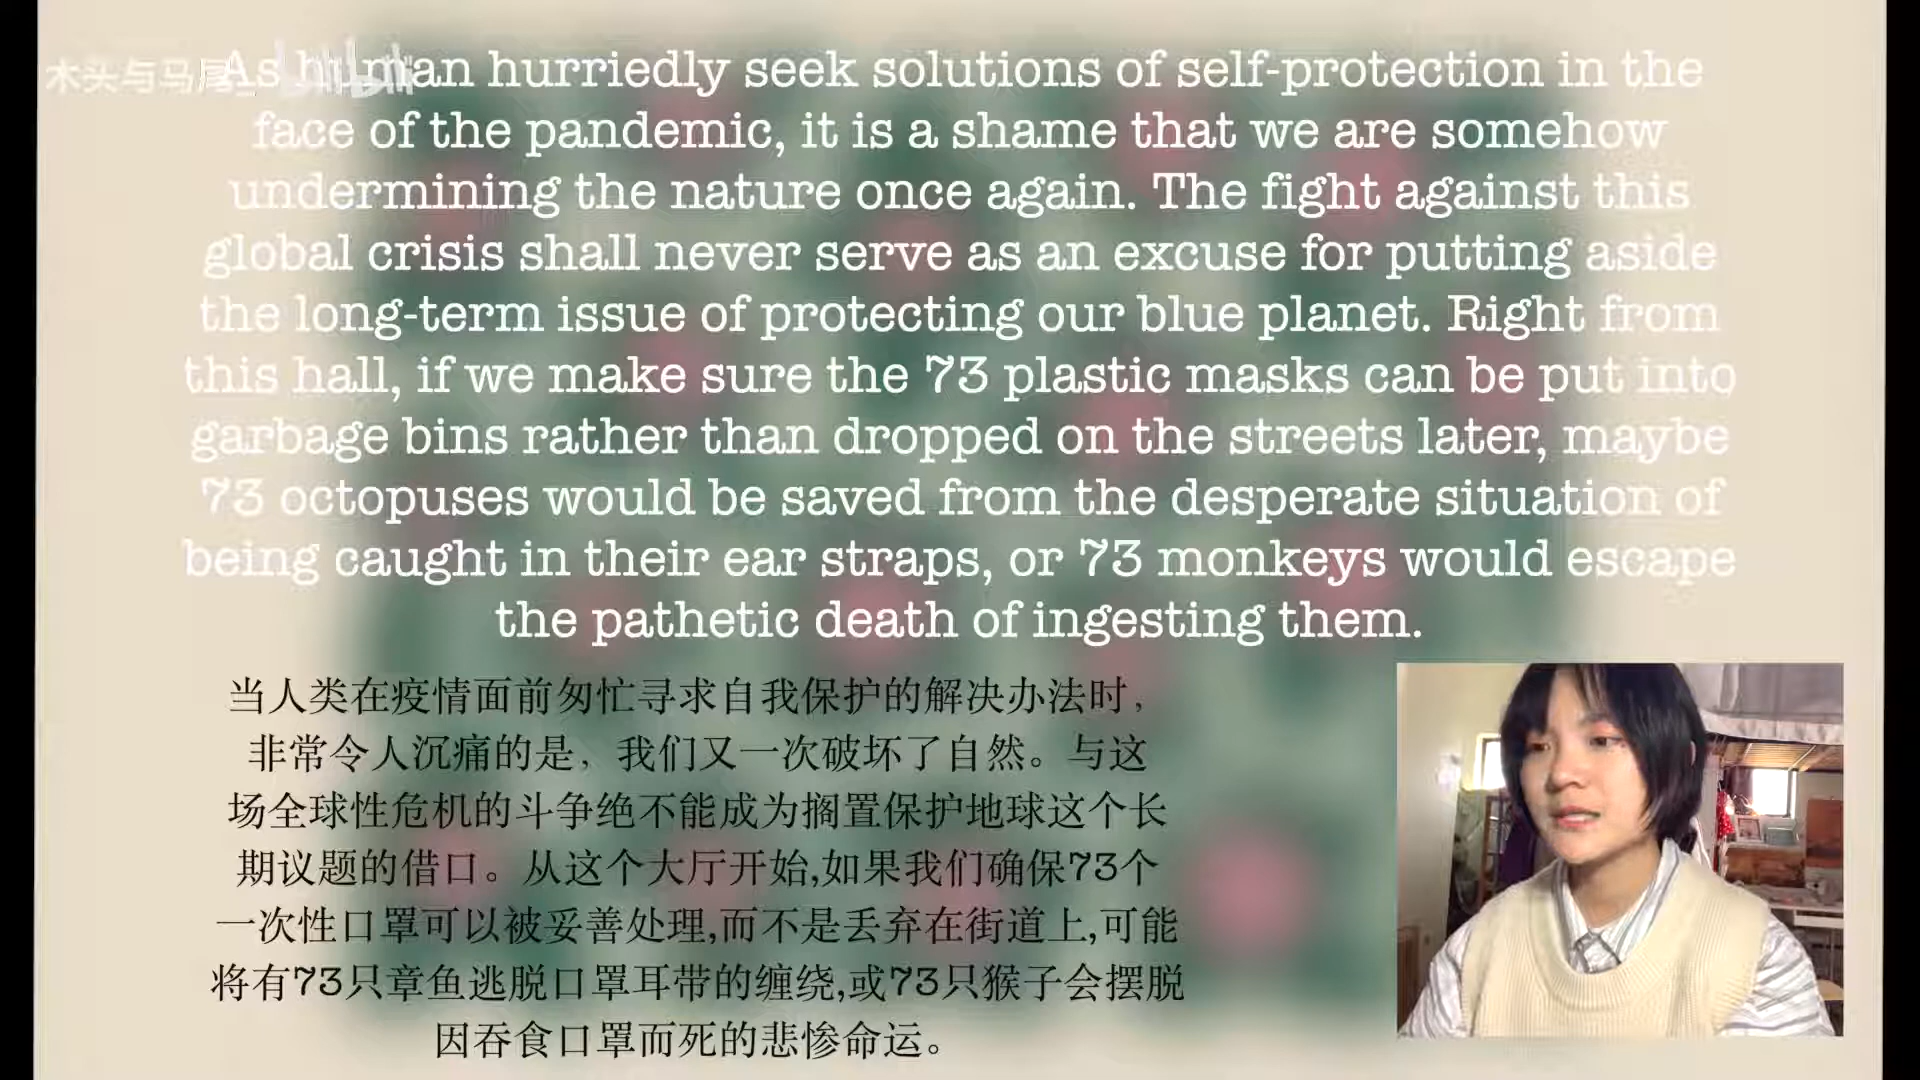 木头与马尾
bilibili
As human hurriedly seek solutions of self-protection in the
face of the pandemic, it is a shame that we are somehow
undermining the nature once again. The fight against this
global crisis shall never serve as an excuse for putting aside
the long-term issue of protecting our blue planet. Right from
this hall, if we make sure the 73 plastic masks can be put into
garbage bins rather than dropped on the streets later, maybe
73 octopuses would be saved from the desperate situation of
being caught in their ear straps, or 73 monkeys would escape
the pathetic death of ingesting them.
当人类在疫情面前匆忙寻求自我保护的解决办法时，
非常令人沉痛的是，我们又一次破坏了自然。与这
场全球性危机的斗争绝不能成为搁置保护地球这个长
期议题的借口。从这个大厅开始,如果我们确保73个
一次性口罩可以被妥善处理,而不是丢弃在街道上,可能
将有73只章鱼逃脱口罩耳带的缠绕,或73只猴子会摆脱
因吞食口罩而死的悲惨命运。